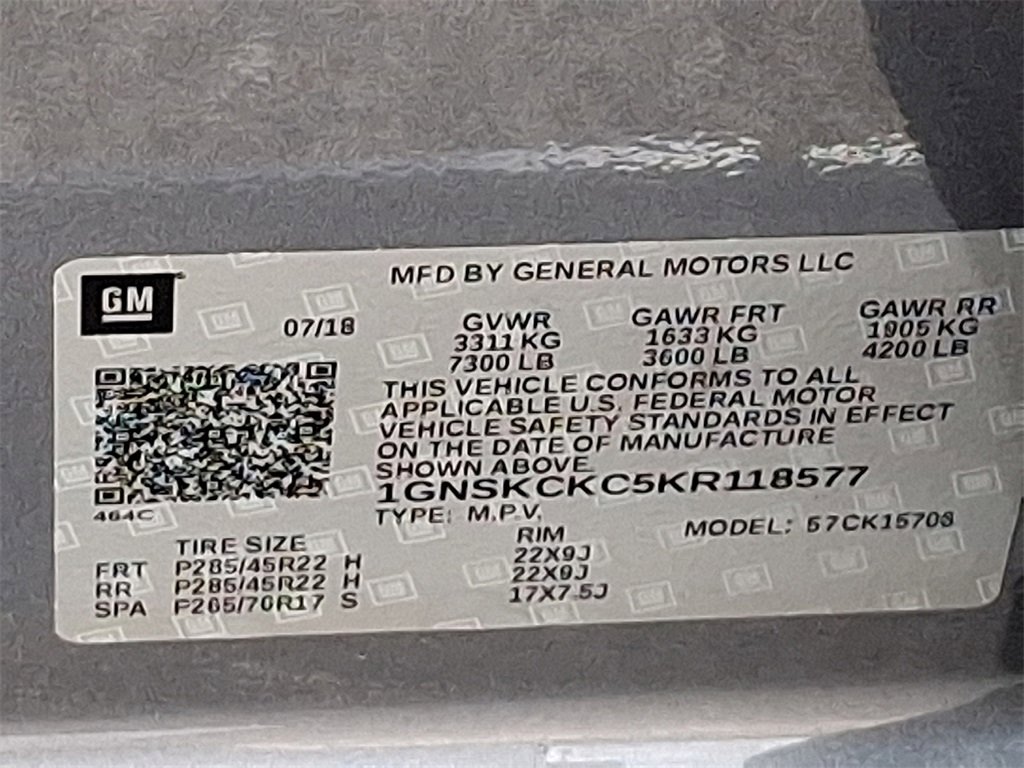 GM
MFD BY GENERAL MOTORS LLC
07/18
GVWR GAWR FRT GAWR RR
3311 KG 1633 KG 1905 KG
7300 LB 3600 LB 4200 LB
THIS VEHICLE CONFORMS TO ALL
APPLICABLE U.S. FEDERAL MOTOR
VEHICLE SAFETY STANDARDS IN EFFECT
ON THE DATE OF MANUFACTURE
SHOWN ABOVE.
1GNSKCKC5KR118577
464C
TYPE: M.P.V. MODEL: 57CK15706
TIRE SIZE RIM
FRT P285/45R22 H 22X9J
RR P285/45R22 H 22X9J
SPA P265/70R17 S 17X7.5J